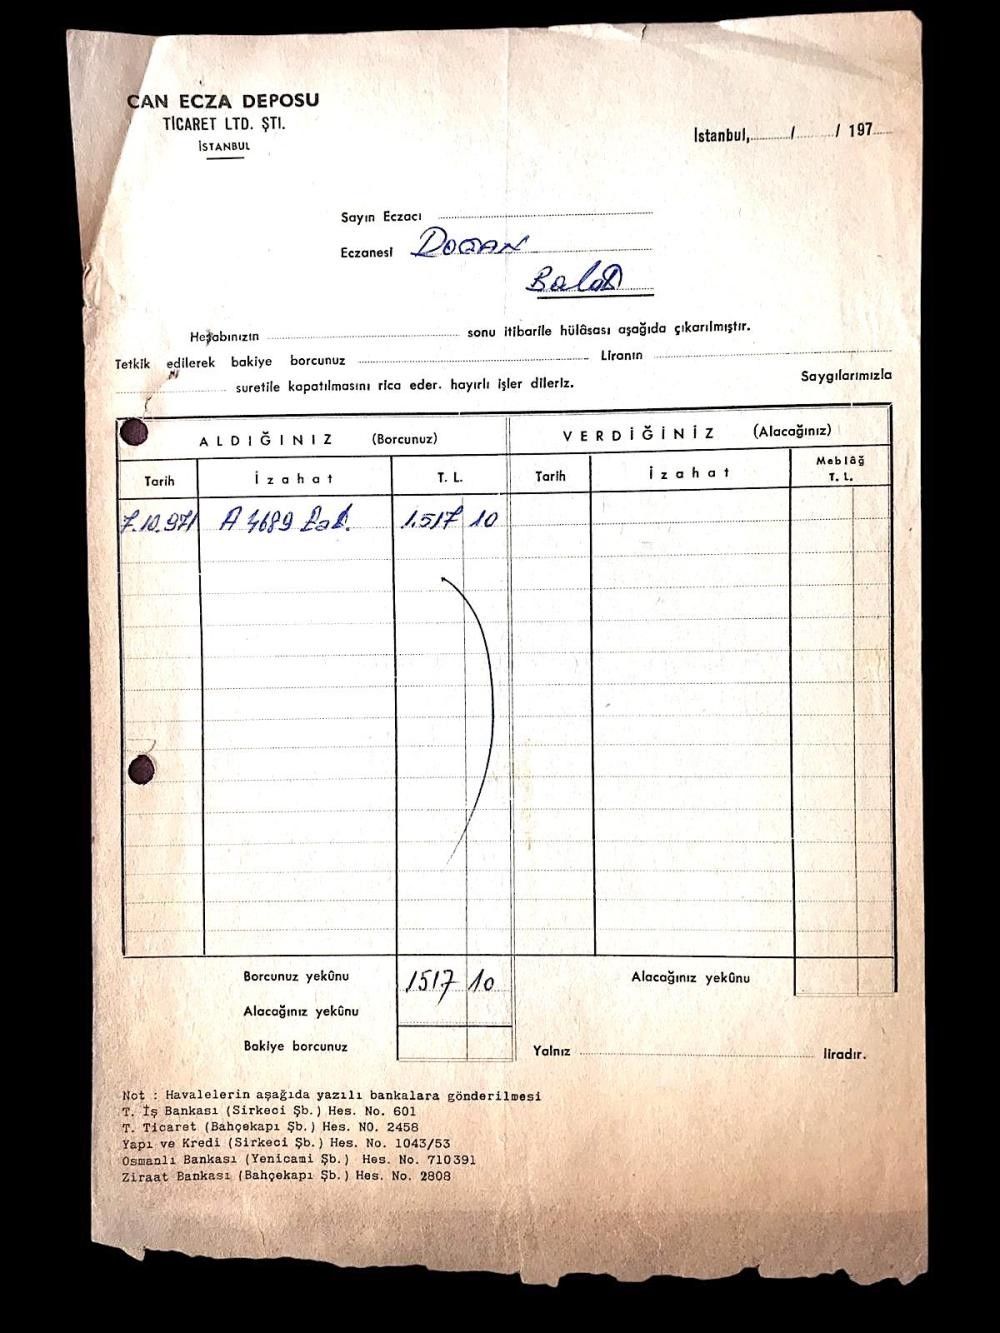 CAN ECZA DEPOSU
TİCARET LTD. ŞTI.
İSTANBUL
İstanbul, / / 197
Sayın Eczacı
Eczanesi DOĞAN
Balat
Hesabınızın sonu itibarile hülâsası aşağıda çıkarılmıştır.
Tetkik edilerek bakiye borcunuz Liranın
suretile kapatılmasını rica eder. hayırlı işler dileriz.
Saygılarımızla
ALDIĞINIZ (Borcunuz) VERDİĞİNİZ (Alacağınız)
Tarih İzahat T. L. Tarih İzahat Meblâğ T. L.
7.10.971 A 4689 1.517 10
Borcunuz yekûnu 1517 10 Alacağınız yekûnu
Alacağınız yekûnu
Bakiye borcunuz Yalnız liradır.
Not : Havalelerin aşağıda yazılı bankalara gönderilmesi
T. İş Bankası (Sirkeci Şb.) Hes. No. 601
T. Ticaret (Bahçekapı Şb.) Hes. NO. 2458
Yapı ve Kredi (Sirkeci Şb.) Hes. No. 1043/53
Osmanlı Bankası (Yenicami Şb.) Hes. No. 710391
Ziraat Bankası (Bahçekapı Şb.) Hes. No. 2808